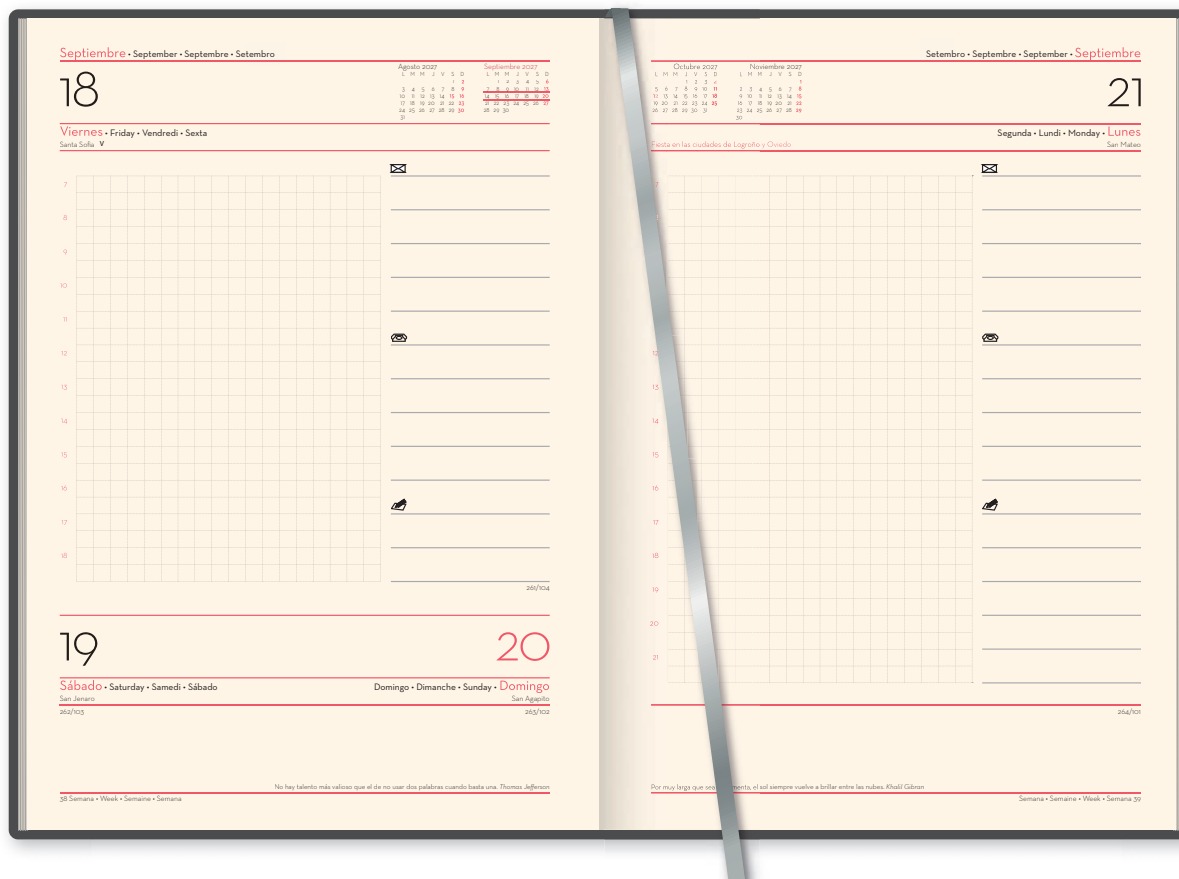 Septiembre • September • Septembre • Setembro
18
Agosto 2027
L M M J V S D
1 2
3 4 5 6 7 8 9
10 11 12 13 14 15 16
17 18 19 20 21 22 23
24 25 26 27 28 29 30
31
Septiembre 2027
L M M J V S D
1 2 3 4 5 6
7 8 9 10 11 12 13
14 15 16 17 18 19 20
21 22 23 24 25 26 27
28 29 30
Viernes • Friday • Vendredi • Sexta
Santa Sofía V
7
8
9
10
11
12
13
14
15
16
17
18
261/104
19
20
Sábado • Saturday • Samedi • Sábado
Domingo • Dimanche • Sunday • Domingo
San Jenaro
San Agapito
262/103
263/102
No hay talento más valioso que el de no usar dos palabras cuando basta una. Thomas Jefferson
38 Semana • Week • Semaine • Semana
Setembro • Septembre • September • Septiembre
Octubre 2027
L M M J V S D
1 2 3 4
5 6 7 8 9 10 11
12 13 14 15 16 17 18
19 20 21 22 23 24 25
26 27 28 29 30 31
Noviembre 2027
L M M J V S D
1
2 3 4 5 6 7 8
9 10 11 12 13 14 15
16 17 18 19 20 21 22
23 24 25 26 27 28 29
30
21
Segunda • Lundi • Monday • Lunes
Fiesta en las ciudades de Logroño y Oviedo
San Mateo
7
12
13
14
15
16
17
18
19
20
21
264/101
Por muy larga que sea el sol siempre vuelve a brillar entre las nubes. Khalil Gibran
Semana • Semaine • Week • Semana 39